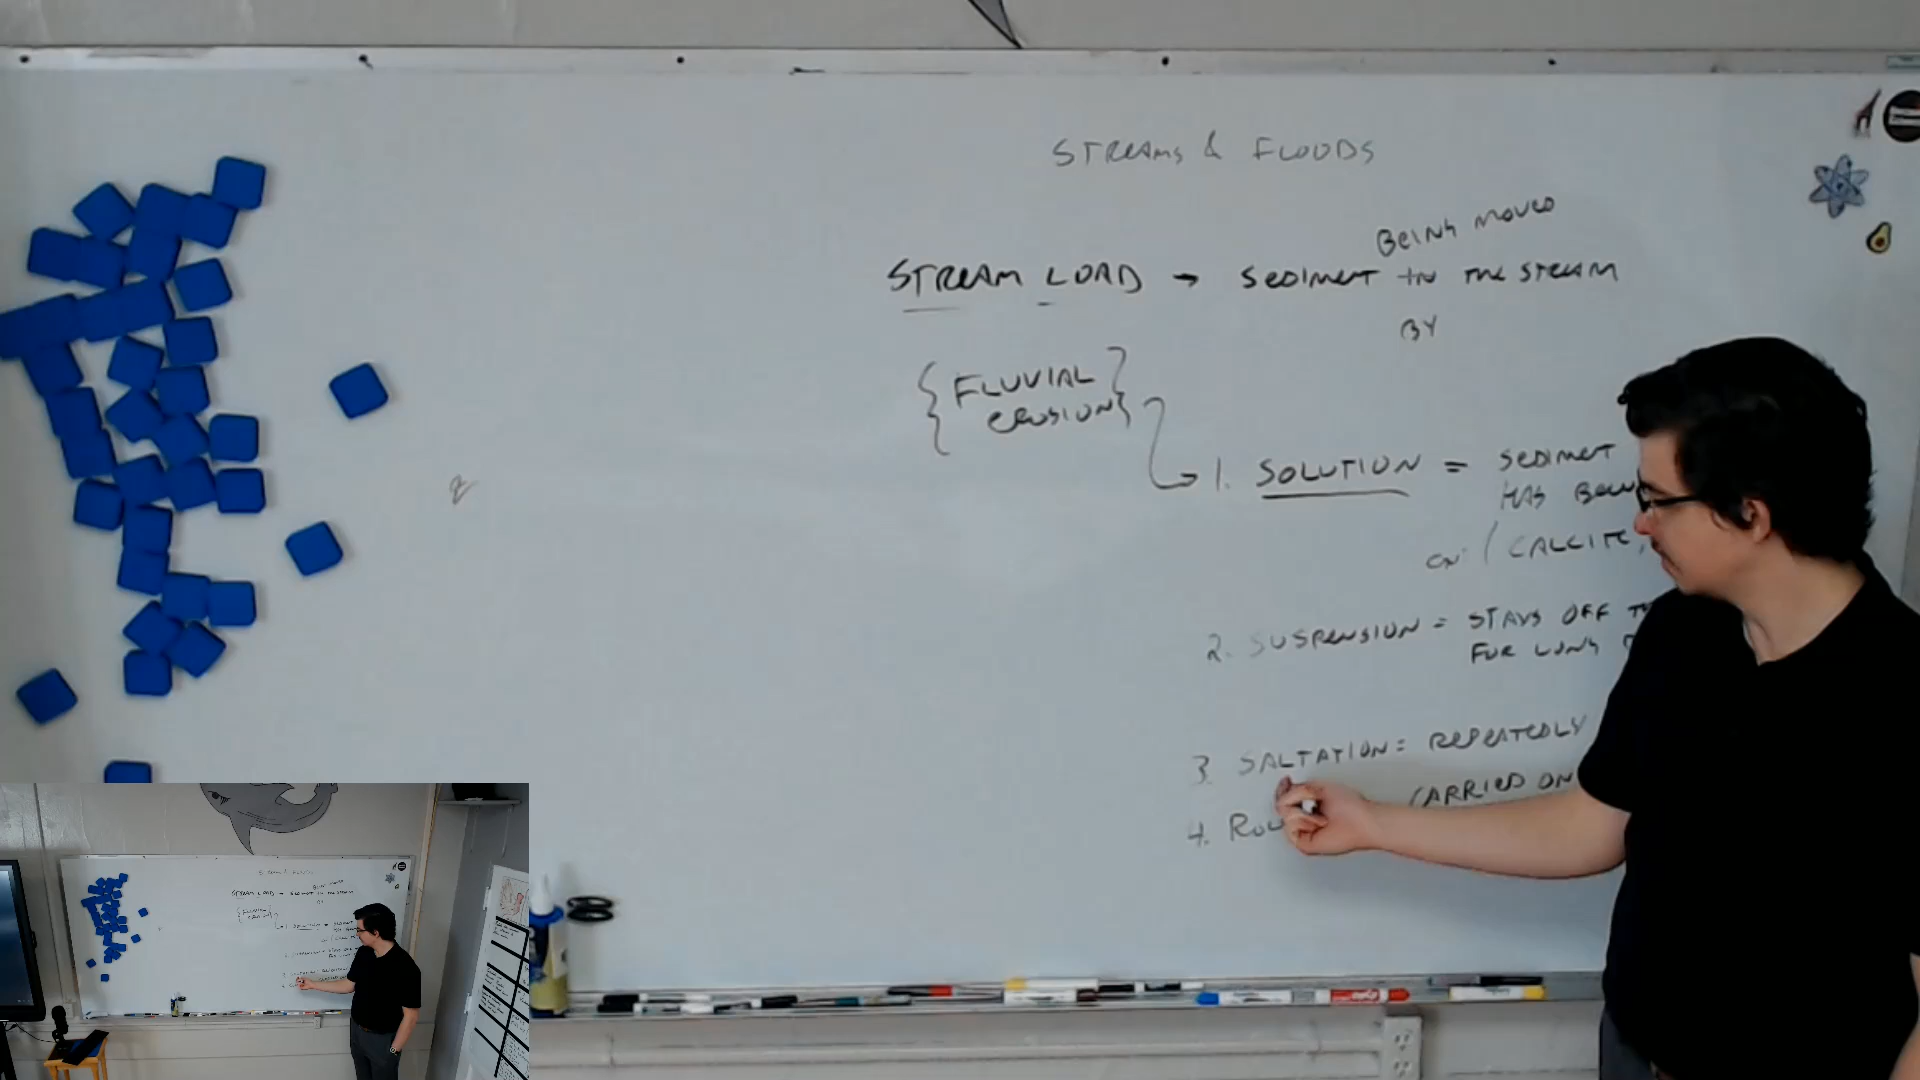 STREAMS & FLOODS
BEING MOVED
STREAM LOAD → SEDIMENT IN THE STREAM
BY
{FLUVIAL
EROSION}
1. SOLUTION = SEDIMENT
HAS BEEN
(CALCITE,
2. SUSPENSION = STAYS OFF
FOR LONG
3. SALTATION = REPEATEDLY
CARRIED ON
4.